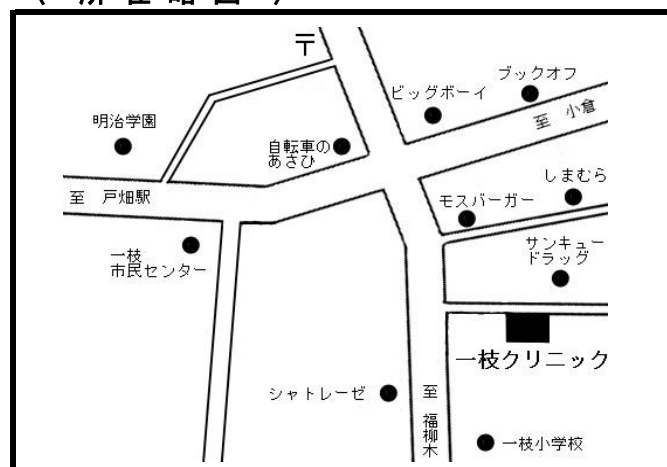 ( 所 在 略 図 )
〒
ブックオフ
ビッグボーイ
至 小倉
明治学園
自転車の
あさひ
しまむら
至 戸畑駅
モスバーガー
サンキュー
ドラッグ
一枝
市民センター
一枝クリニック
シャトレーゼ
至 福柳木
一枝小学校